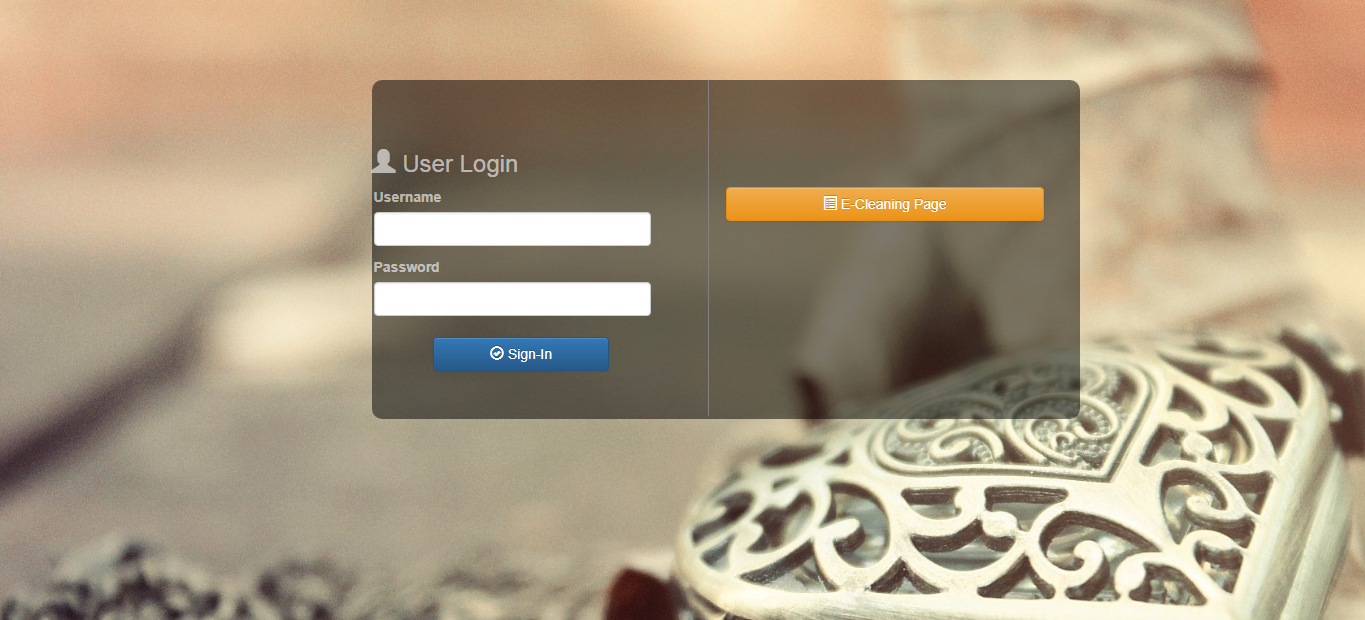 User Login
Username
Password
Sign-In
E-Cleaning Page